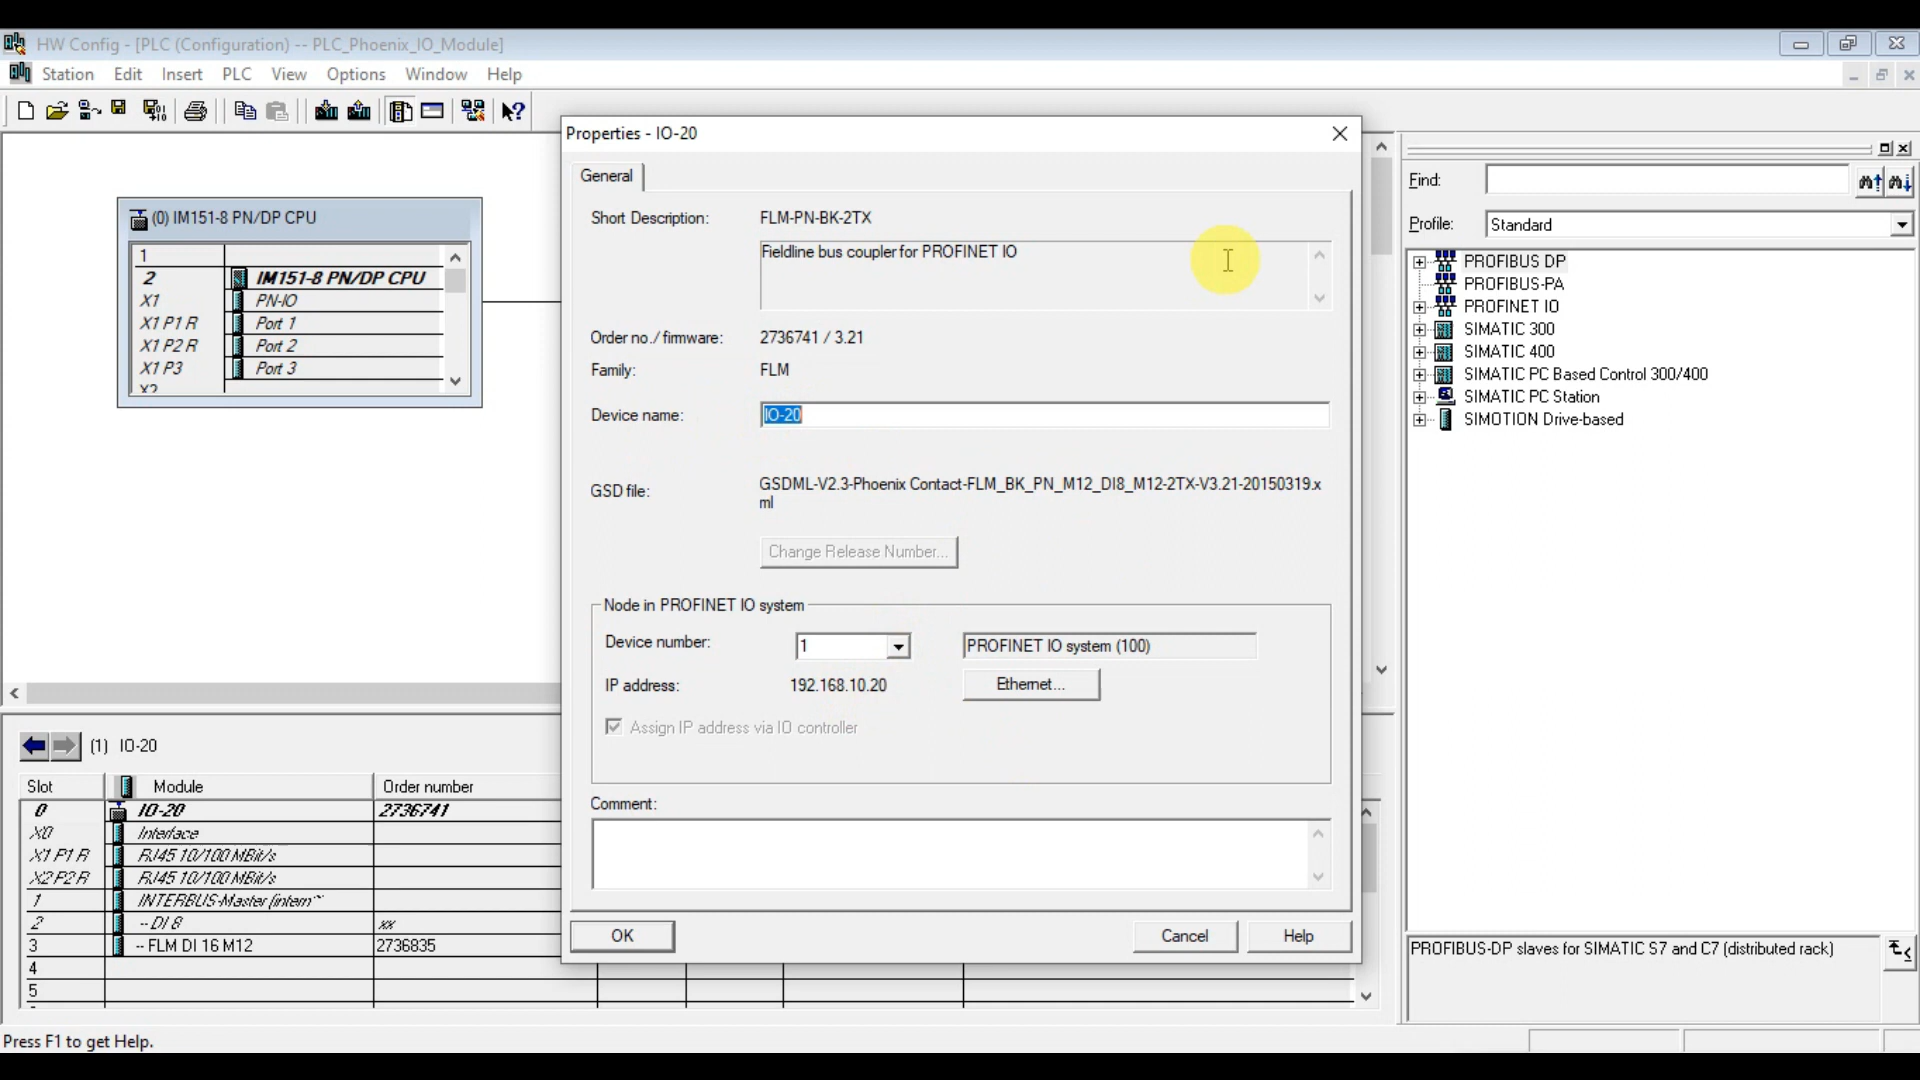 HW Config - [PLC (Configuration) -- PLC_Phoenix_IO_Module]
Station Edit Insert PLC View Options Window Help
(0) IM151-8 PN/DP CPU
1
2 IM151-8 PN/DP CPU
X1 PN-IO
X1 P1 R Port 1
X1 P2 R Port 2
X1 P3 Port 3
X2
Properties - IO-20
General
Short Description: FLM-PN-BK-2TX
Fieldline bus coupler for PROFINET IO
Order no./ firmware: 2736741 / 3.21
Family: FLM
Device name: IO-20
GSD file: GSDML-V2.3-Phoenix Contact-FLM_BK_PN_M12_DI8_M12-2TX-V3.21-20150319.x
ml
Change Release Number...
Node in PROFINET IO system
Device number: 1 PROFINET IO system (100)
IP address: 192.168.10.20 Ethernet...
Assign IP address via IO controller
Comment:
OK Cancel Help
Find:
Profile: Standard
PROFIBUS DP
PROFIBUS-PA
PROFINET IO
SIMATIC 300
SIMATIC 400
SIMATIC PC Based Control 300/400
SIMATIC PC Station
SIMOTION Drive-based
PROFIBUS-DP slaves for SIMATIC S7 and C7 (distributed rack)
(1) IO-20
Slot Module Order number
0 IO-20 2736741
X0 Interface
X1 P1 R RJ45 10/100 MBit/s
X2 P2 R RJ45 10/100 MBit/s
1 INTERBUS-Master (intern~
2 -- DI 8 xx
3 -- FLM DI 16 M12 2736835
4
5
Press F1 to get Help.